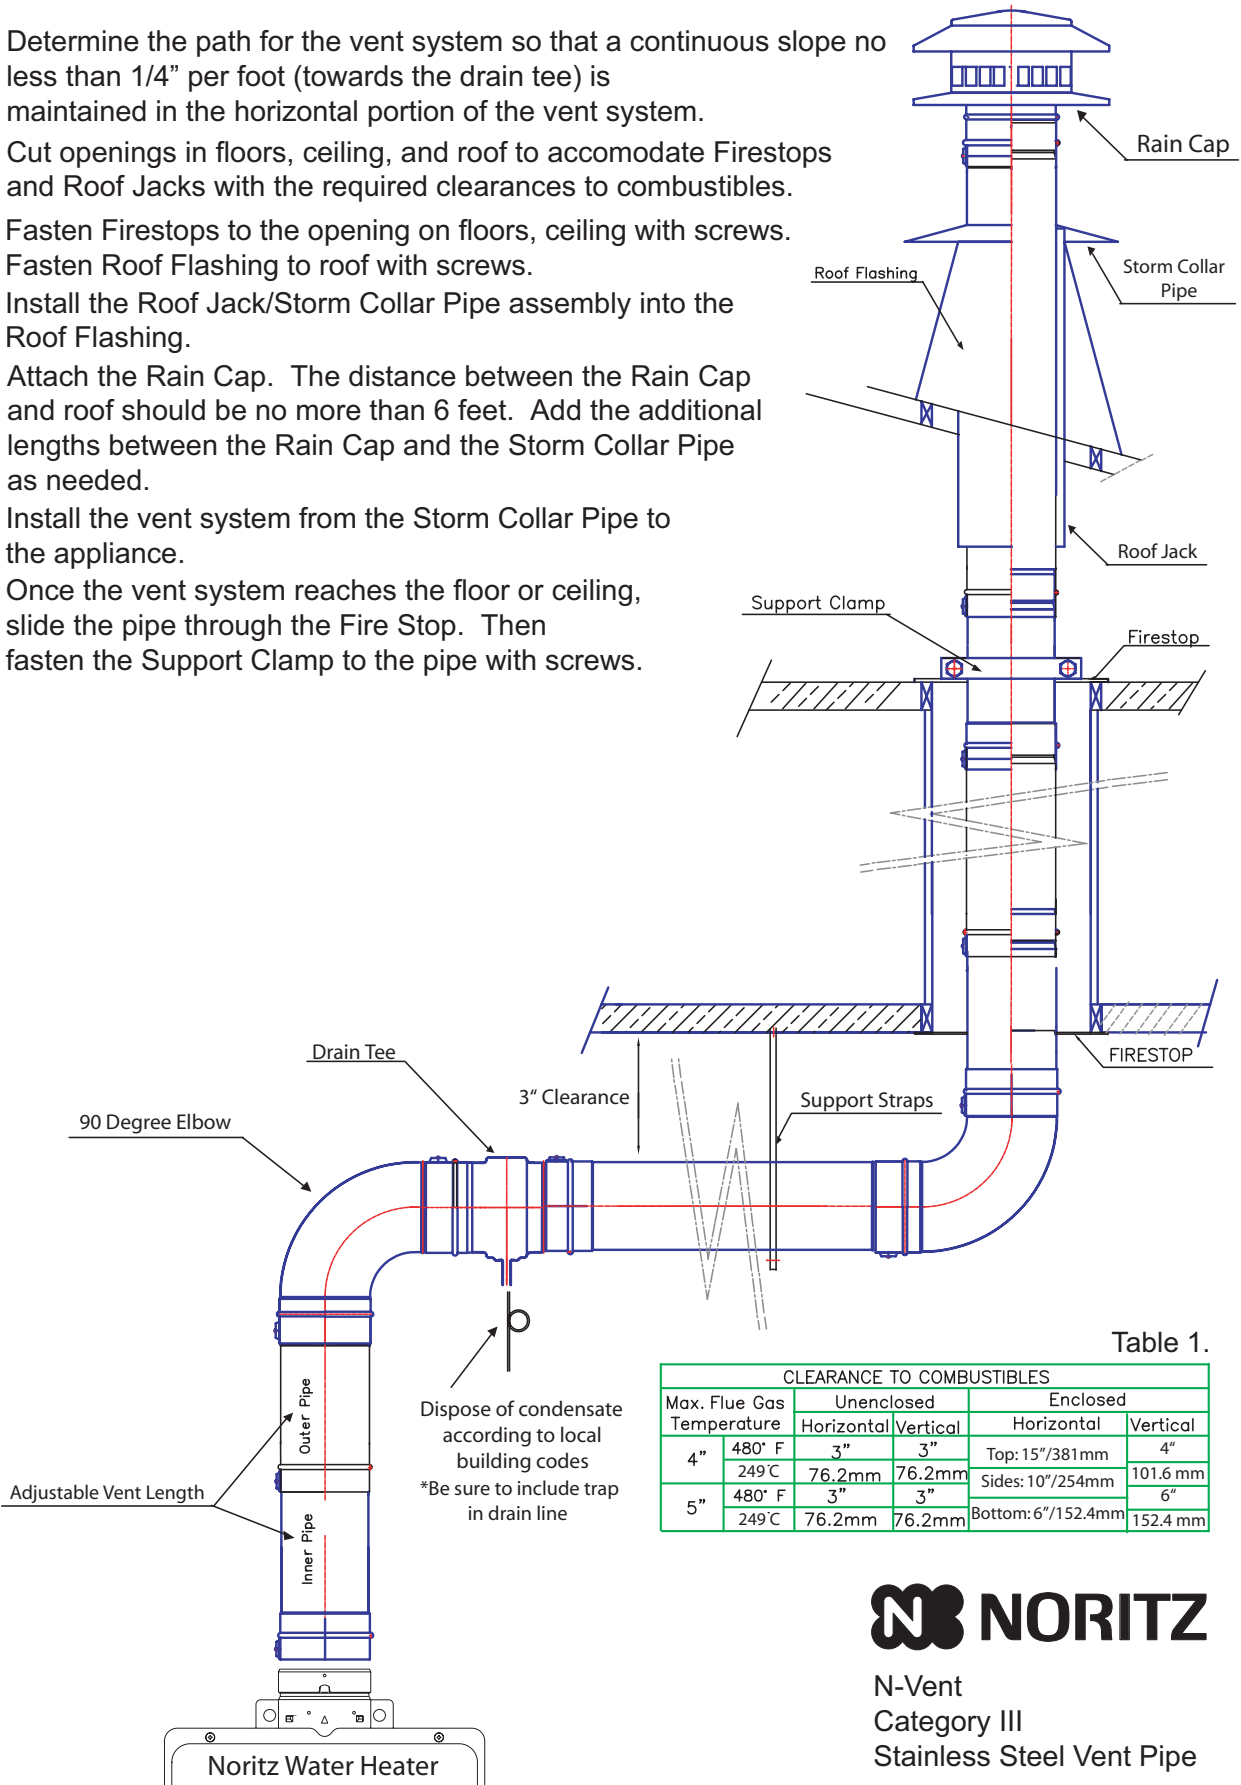 Determine the path for the vent system so that a continuous slope no
less than 1/4” per foot (towards the drain tee) is
maintained in the horizontal portion of the vent system.
Cut openings in floors, ceiling, and roof to accomodate Firestops
and Roof Jacks with the required clearances to combustibles.
Fasten Firestops to the opening on floors, ceiling with screws.
Fasten Roof Flashing to roof with screws.
Install the Roof Jack/Storm Collar Pipe assembly into the
Roof Flashing.
Attach the Rain Cap. The distance between the Rain Cap
and roof should be no more than 6 feet. Add the additional
lengths between the Rain Cap and the Storm Collar Pipe
as needed.
Install the vent system from the Storm Collar Pipe to
the appliance.
Once the vent system reaches the floor or ceiling,
slide the pipe through the Fire Stop. Then
fasten the Support Clamp to the pipe with screws.
Rain Cap
Roof Flashing
Storm Collar
Pipe
Roof Jack
Support Clamp
Firestop
FIRESTOP
Drain Tee
3“ Clearance
Support Straps
90 Degree Elbow
Outer Pipe
Adjustable Vent Length
Inner Pipe
Dispose of condensate
according to local
building codes
*Be sure to include trap
in drain line
Table 1.
CLEARANCE TO COMBUSTIBLES
Max. Flue Gas Unenclosed Enclosed
Temperature Horizontal Vertical Horizontal Vertical
4” 480° F 3” 3” Top: 15”/381mm 4“
249°C 76.2mm 76.2mm Sides: 10”/254mm 101.6 mm
5” 480° F 3” 3” 6“
249°C 76.2mm 76.2mm Bottom: 6”/152.4mm 152.4 mm
N NORITZ
N-Vent
Category III
Stainless Steel Vent Pipe
Noritz Water Heater